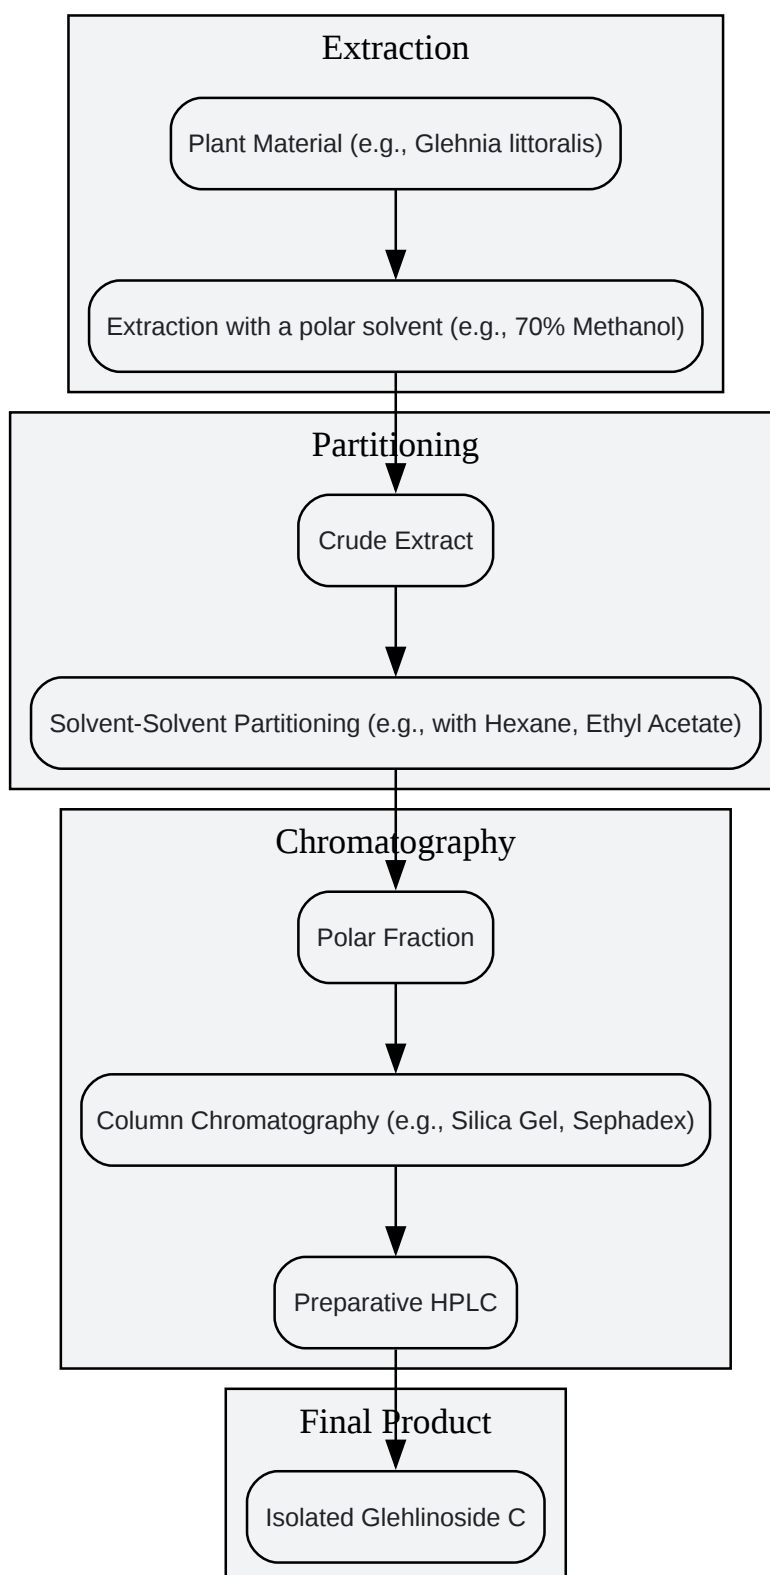 Extraction
Plant Material (e.g., Glehnia littoralis)
Extraction with a polar solvent (e.g., 70% Methanol)
Partitioning
Crude Extract
Solvent-Solvent Partitioning (e.g., with Hexane, Ethyl Acetate)
Chromatography
Polar Fraction
Column Chromatography (e.g., Silica Gel, Sephadex)
Preparative HPLC
Final Product
Isolated Glehlinoside C